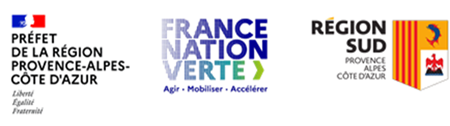 PRÉFET
DE LA RÉGION
PROVENCE-ALPES-
CÔTE D'AZUR
Liberté
Égalité
Fraternité
FRANCE
NATION
VERTE
Agir • Mobiliser • Accélérer
RÉGION
SUD
PROVENCE
ALPES
CÔTE D'AZUR